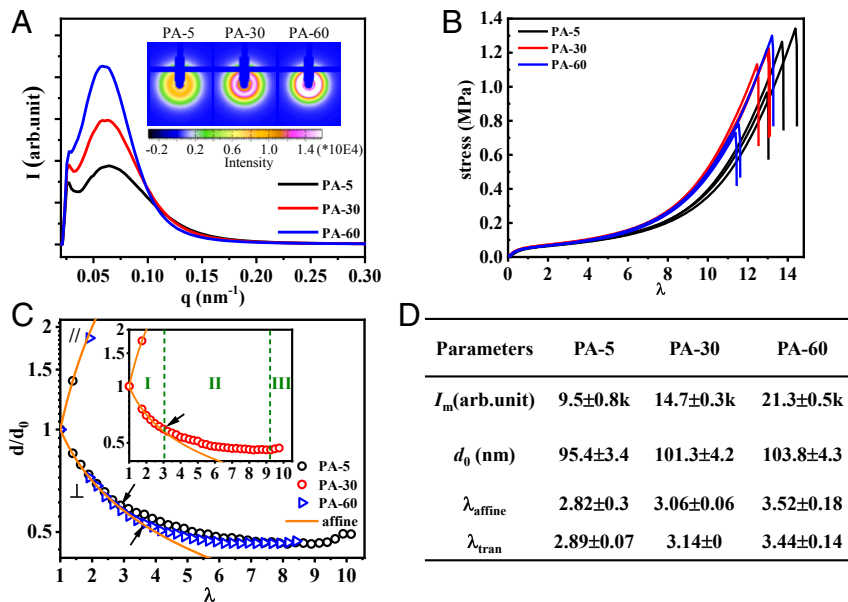 A
PA-5 PA-30 PA-60
-0.2 0.2 0.6 1.0 1.4 (*10E4)
Intensity
I (arb.unit)
PA-5
PA-30
PA-60
0.05 0.10 0.15 0.20 0.25 0.30
q (nm⁻¹)
B
PA-5
PA-30
PA-60
stress (MPa)
1.4
1.2
1.0
0.8
0.6
0.4
0.2
0.0
0 2 4 6 8 10 12 14
λ
C
d/d₀
2
1.5
1
0.5
//
⊥
2
1.5
1
0.5
I II III
1 2 3 4 5 6 7 8 9 10
PA-5
PA-30
PA-60
affine
1 2 3 4 5 6 7 8 9 10
λ
D
Parameters PA-5 PA-30 PA-60
Iₘ(arb.unit) 9.5±0.8k 14.7±0.3k 21.3±0.5k
d₀ (nm) 95.4±3.4 101.3±4.2 103.8±4.3
λaffine 2.82±0.3 3.06±0.06 3.52±0.18
λtran 2.89±0.07 3.14±0 3.44±0.14